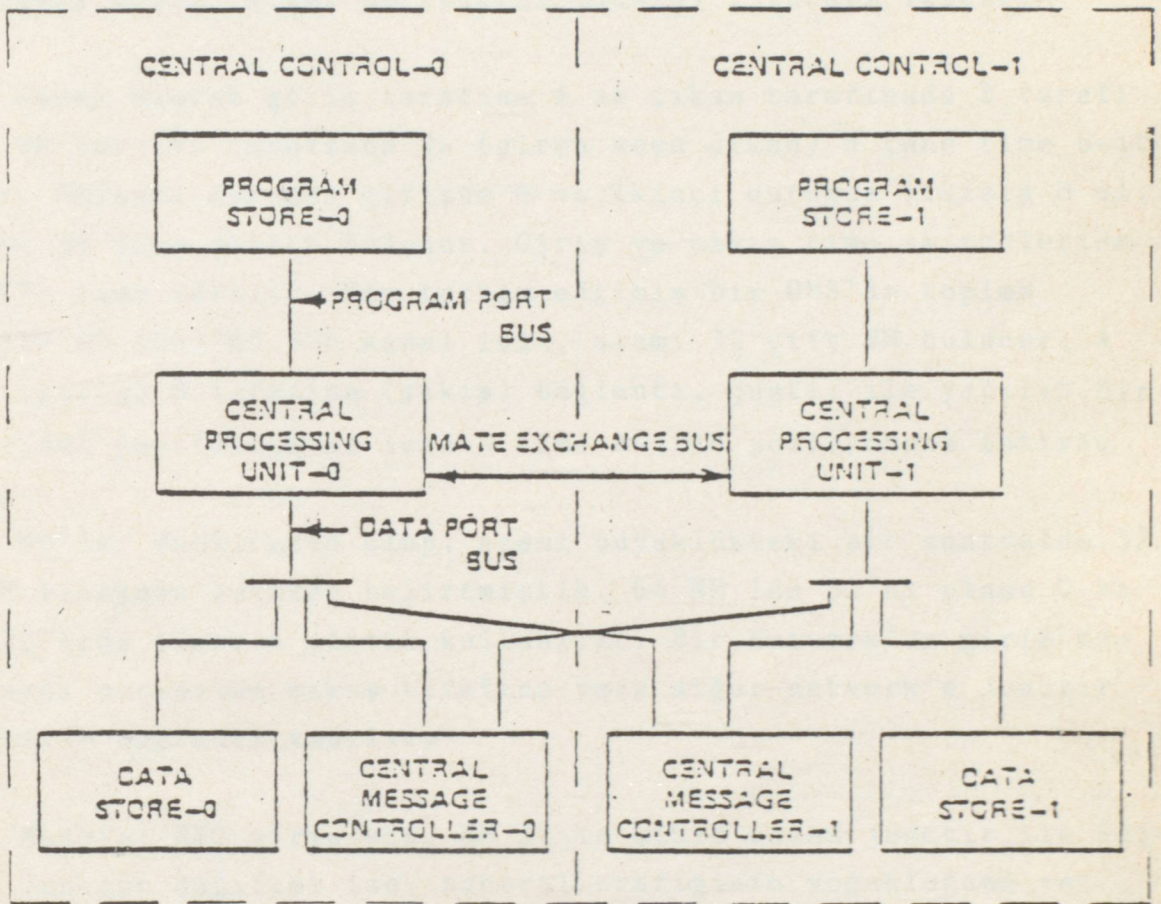 CENTRAL CONTROL-0
CENTRAL CONTROL-1
PROGRAM
STORE-0
PROGRAM
STORE-1
PROGRAM PORT
BUS
CENTRAL
PROCESSING
UNIT-0
MATE EXCHANGE BUS
CENTRAL
PROCESSING
UNIT-1
DATA PORT
BUS
DATA
STORE-0
CENTRAL
MESSAGE
CONTROLLER-0
CENTRAL
MESSAGE
CONTROLLER-1
DATA
STORE-1